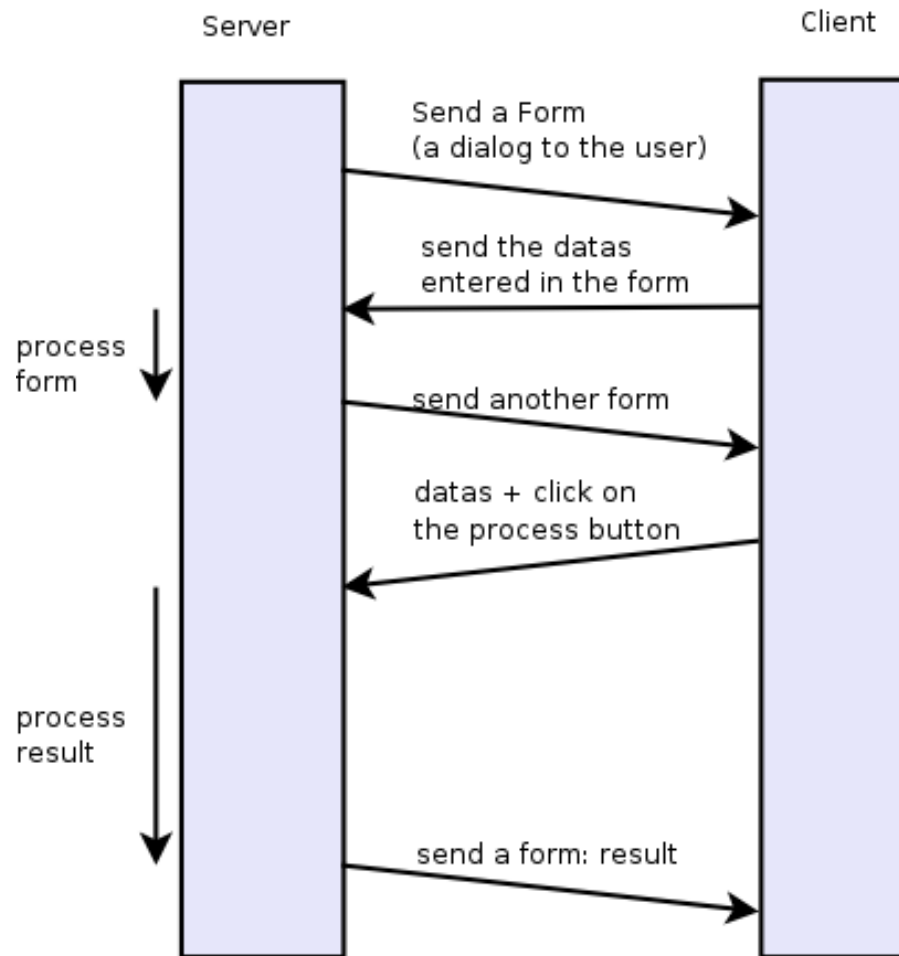 Server
Client
Send a Form
(a dialog to the user)
send the datas
entered in the form
process
form
send another form
datas + click on
the process button
process
result
send a form: result